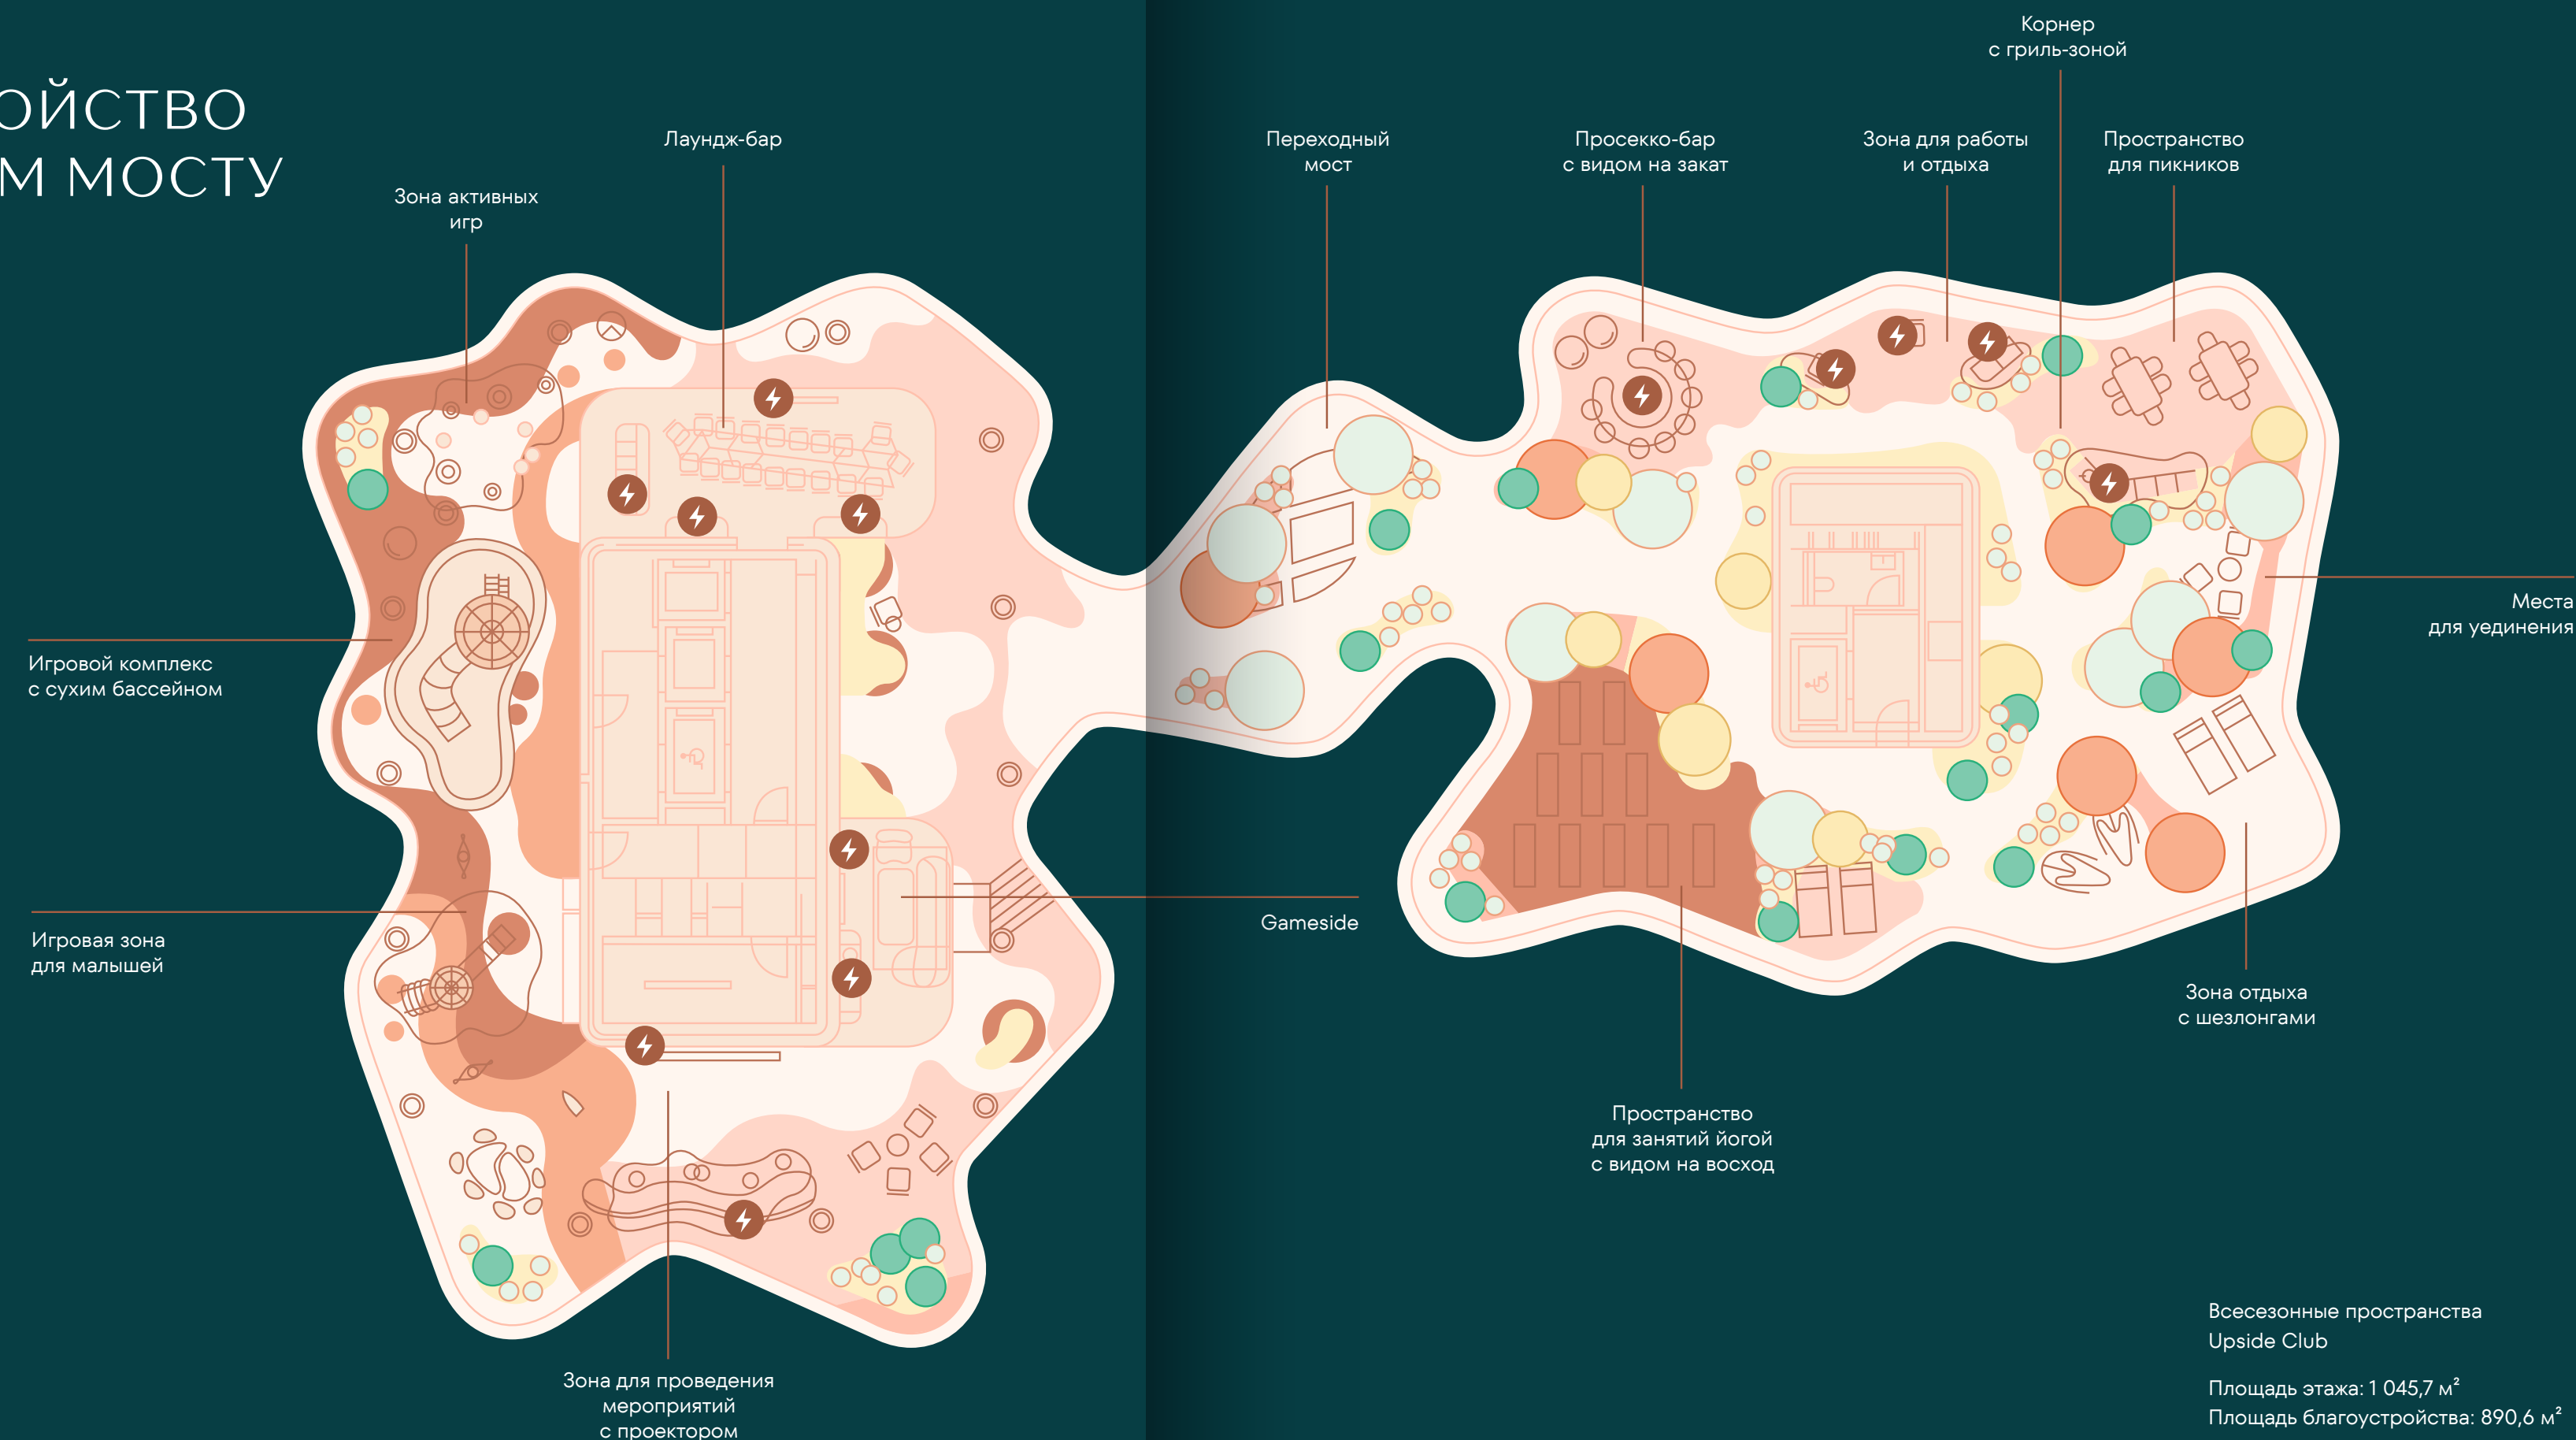 ОЙСТВО
М МОСТУ
Зона активных
игр
Лаундж-бар
Переходный
мост
Просекко-бар
с видом на закат
Зона для работы
и отдыха
Корнер
с гриль-зоной
Пространство
для пикников
Игровой комплекс
с сухим бассейном
Места
для уединения
Игровая зона
для малышей
Gameside
Зона отдыха
с шезлонгами
Пространство
для занятий йогой
с видом на восход
Зона для проведения
мероприятий
с проектором
Всесезонные пространства
Upside Club
Площадь этажа: 1 045,7 м²
Площадь благоустройства: 890,6 м²